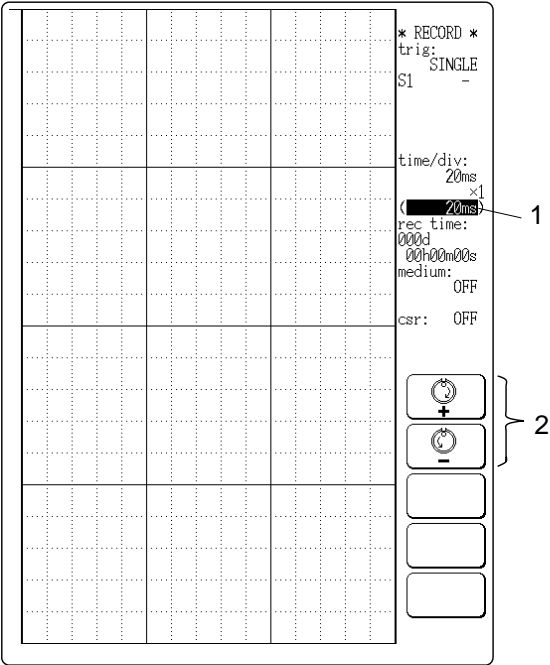 * RECORD *
trig:
SINGLE
S1 -
time/div:
20ms
×1
( 20ms)
1
rec time:
000d
00h00m00s
medium:
OFF
csr: OFF
+
2
-